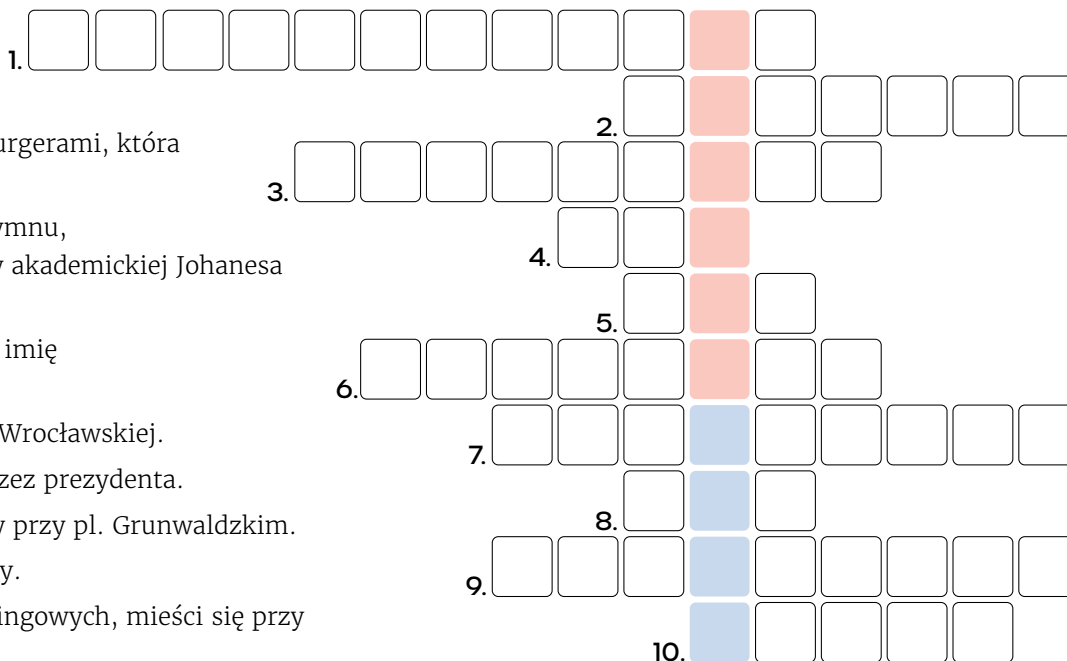 1.
2.
urgerami, która
3.
ymnu,
4.
y akademickiej Johanesa
5.
imię
6.
Wrocławskiej.
7.
zez prezydenta.
8.
y przy pl. Grunwaldzkim.
9.
y.
ingowych, mieści się przy
10.